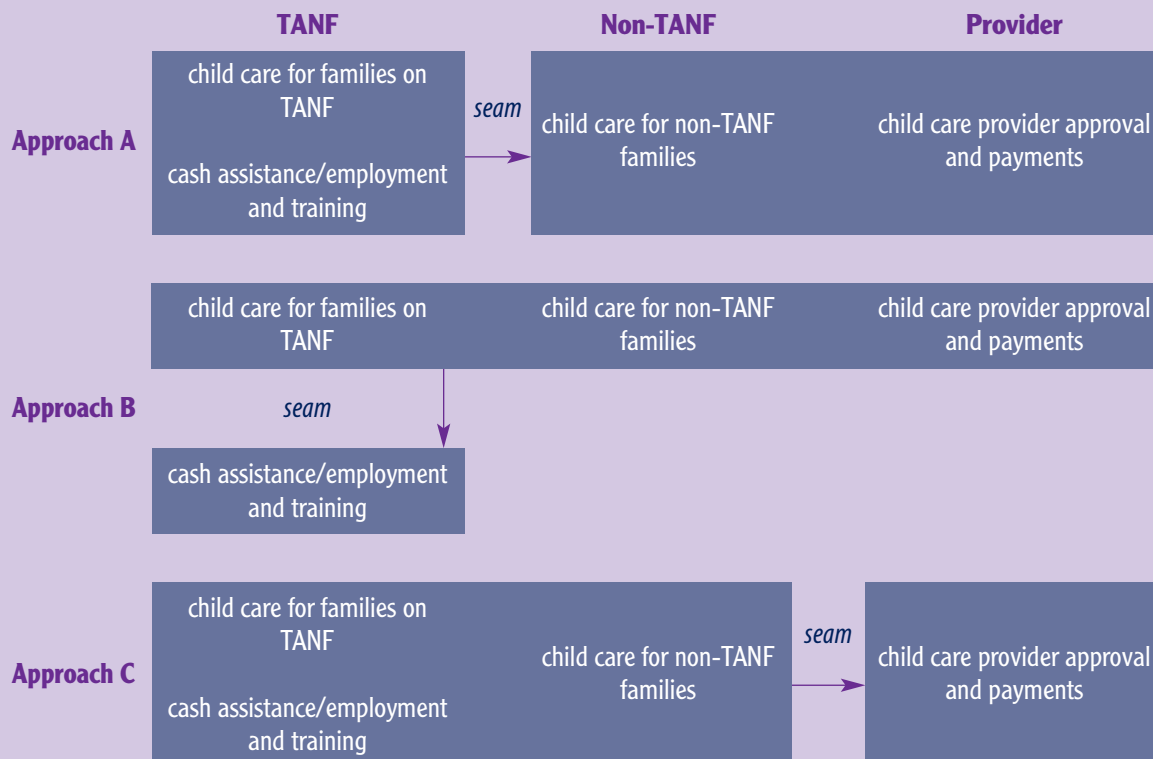 TANF
Non-TANF
Provider
Approach A
child care for families on
TANF
cash assistance/employment
and training
seam
child care for non-TANF
families
child care provider approval
and payments
Approach B
child care for families on
TANF
child care for non-TANF
families
child care provider approval
and payments
seam
cash assistance/employment
and training
Approach C
child care for families on
TANF
cash assistance/employment
and training
child care for non-TANF
families
seam
child care provider approval
and payments